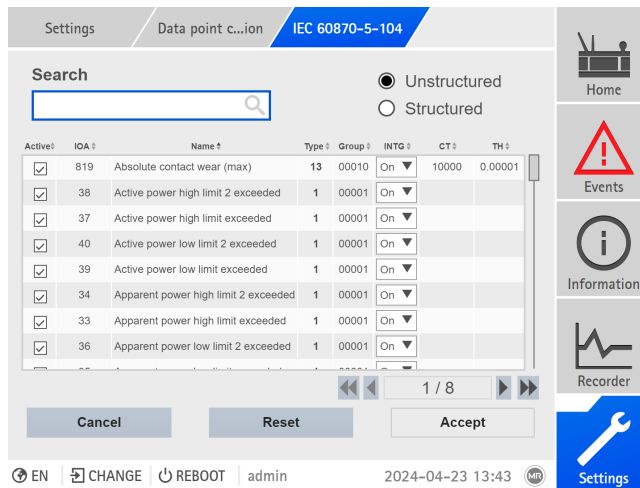 Settings
Data point c...ion
IEC 60870-5-104
Search
Unstructured
Structured
Active IOA Name Type Group INTG CT TH
819 Absolute contact wear (max) 13 00010 On 10000 0.00001
38 Active power high limit 2 exceeded 1 00001 On
37 Active power high limit exceeded 1 00001 On
40 Active power low limit 2 exceeded 1 00001 On
39 Active power low limit exceeded 1 00001 On
34 Apparent power high limit 2 exceeded 1 00001 On
33 Apparent power high limit exceeded 1 00001 On
36 Apparent power low limit 2 exceeded 1 00001 On
1 / 8
Cancel
Reset
Accept
EN
CHANGE
REBOOT
admin
2024-04-23 13:43
MR
Home
Events
Information
Recorder
Settings